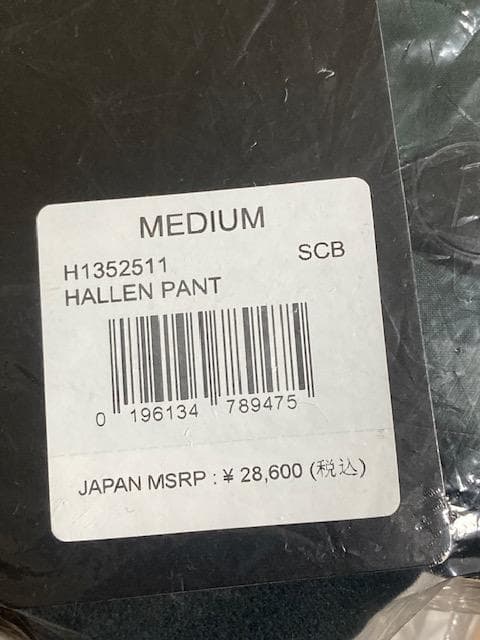 MEDIUM
H1352511 SCB
HALLEN PANT
0 196134 789475
JAPAN MSRP : ¥ 28,600 (税込)